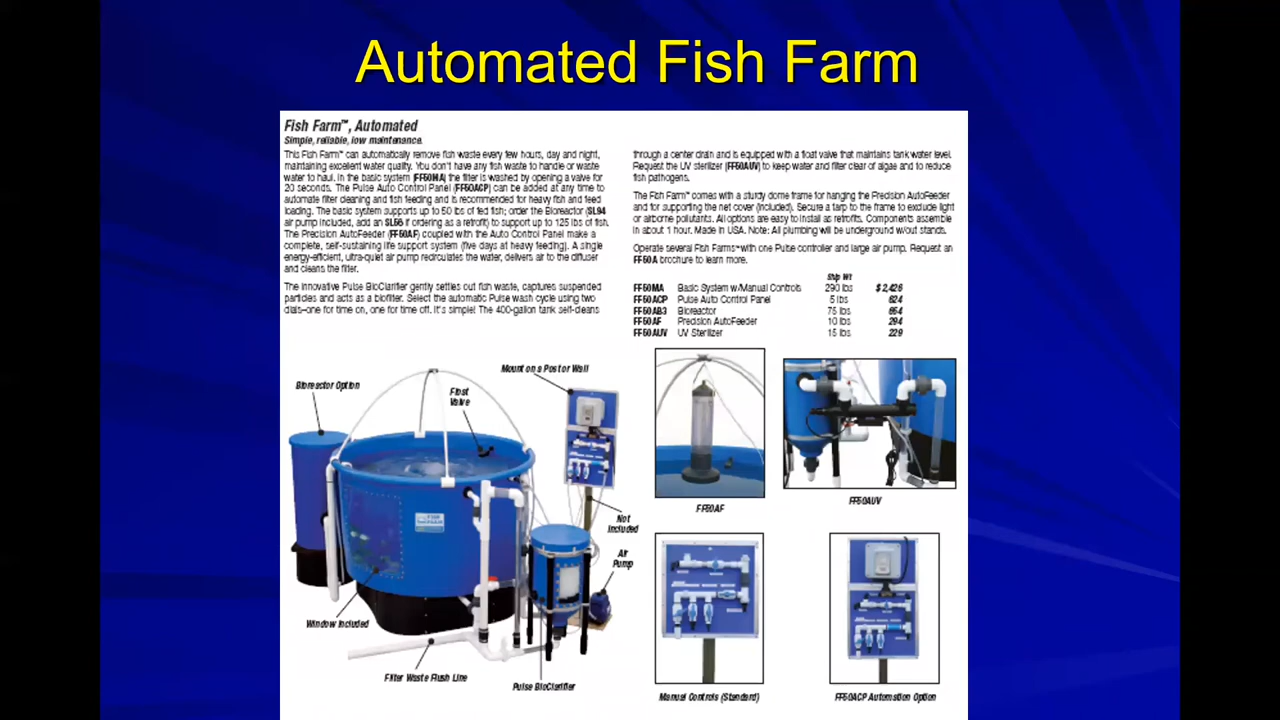 Automated Fish Farm
Fish Farm™, Automated
Simple, reliable, low maintenance.
This Fish Farm™ can automatically remove fish waste every few hours, day and night,
maintaining excellent water quality. You don't have any fish waste to handle or waste
water to haul. In the basic system (FF50MA) the filter is washed by opening a valve for
20 seconds. The Pulse Auto Control Panel (FF50ACP) can be added at any time to
automate filter cleaning and fish feeding and is recommended for heavy fish and feed
loading. The basic system supports up to 50 lbs of fed fish; order the Bioreactor (SL94
air pump included, add an SL56 if ordering as a retrofit) to support up to 125 lbs of fish.
The Precision AutoFeeder (FF50AF) coupled with the Auto Control Panel make a
complete, self-sustaining life support system (five days at heavy feeding). A single
energy-efficient, ultra-quiet air pump recirculates the water, delivers air to the diffuser
and cleans the filter.
The innovative Pulse BioClarifier gently settles out fish waste, captures suspended
particles and acts as a biofilter. Select the automatic Pulse wash cycle using two
dials–one for time on, one for time off. It's simple! The 400-gallon tank self-cleans
through a center drain and is equipped with a float valve that maintains tank water level.
Request the UV sterilizer (FF50AUV) to keep water and filter clear of algae and to reduce
fish pathogens.
The Fish Farm™ comes with a sturdy dome frame for hanging the Precision AutoFeeder
and for supporting the net cover (included). Secure a tarp to the frame to exclude light
or airborne pollutants. All options are easy to install as retrofits. Components assemble
in about 1 hour. Made in USA. Note: All plumbing will be underground w/out stands.
Operate several Fish Farms™ with one Pulse controller and large air pump. Request an
FF50A brochure to learn more.
Ship Wt
FF50MA Basic System w/Manual Controls 290 lbs $2,426
FF50ACP Pulse Auto Control Panel 5 lbs 624
FF50AB3 Bioreactor 75 lbs 654
FF50AF Precision AutoFeeder 10 lbs 294
FF50AUV UV Sterilizer 15 lbs 229
Bioreactor Option
Float
Valve
Mount on a Post or Wall
Not
Included
Air
Pump
Window Included
Filter Waste Flush Line
Pulse BioClarifier
FF50AF
FF50AUV
Manual Controls (Standard)
FF50ACP Automation Option